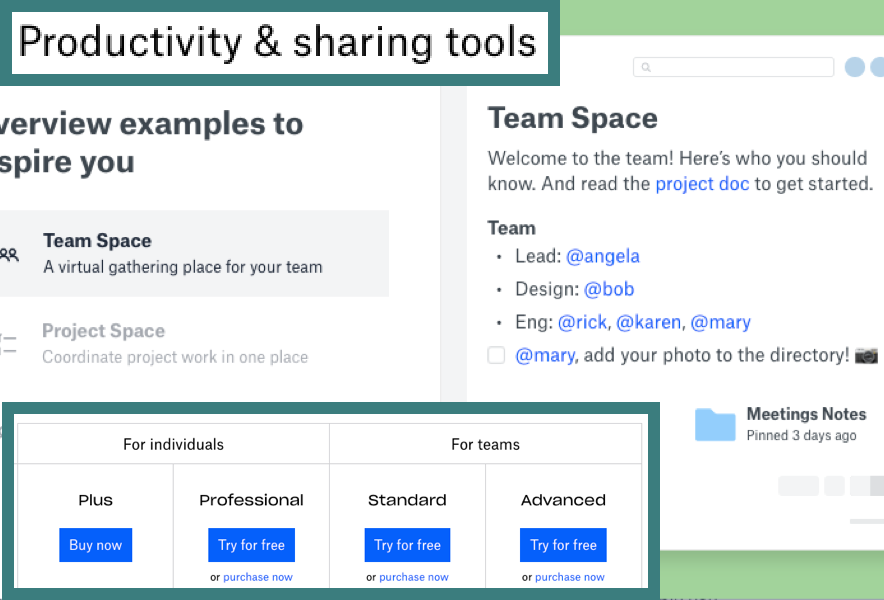 Productivity & sharing tools
verview examples to
spire you
Team Space
A virtual gathering place for your team
Project Space
Coordinate project work in one place
Team Space
Welcome to the team! Here’s who you should
know. And read the project doc to get started.
Team
• Lead: @angela
• Design: @bob
• Eng: @rick, @karen, @mary
@mary, add your photo to the directory! 📷
Meetings Notes
Pinned 3 days ago
For individuals
For teams
Plus
Professional
Standard
Advanced
Buy now
Try for free
Try for free
Try for free
or purchase now
or purchase now
or purchase now